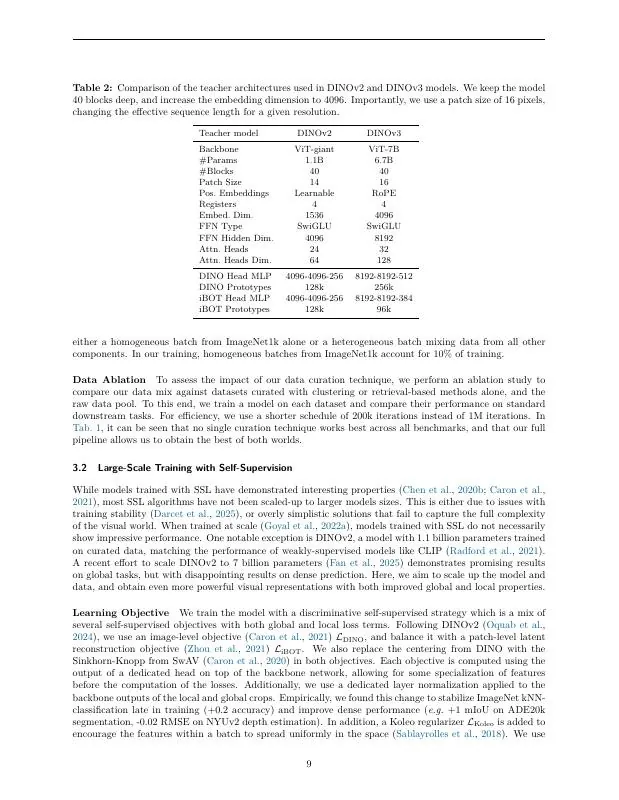 Table 2: Comparison of the teacher architectures used in DINOv2 and DINOv3 models. We keep the model
40 blocks deep, and increase the embedding dimension to 4096. Importantly, we use a patch size of 16 pixels,
changing the effective sequence length for a given resolution.
Teacher model DINOv2 DINOv3
Backbone ViT-giant ViT-7B
#Params 1.1B 6.7B
#Blocks 40 40
Patch Size 14 16
Pos. Embeddings Learnable RoPE
Registers 4 4
Embed. Dim. 1536 4096
FFN Type SwiGLU SwiGLU
FFN Hidden Dim. 4096 8192
Attn. Heads 24 32
Attn. Heads Dim. 64 128
DINO Head MLP 4096-4096-256 8192-8192-512
DINO Prototypes 128k 256k
iBOT Head MLP 4096-4096-256 8192-8192-384
iBOT Prototypes 128k 96k
either a homogeneous batch from ImageNet1k alone or a heterogeneous batch mixing data from all other
components. In our training, homogeneous batches from ImageNet1k account for 10% of training.
Data Ablation To assess the impact of our data curation technique, we perform an ablation study to
compare our data mix against datasets curated with clustering or retrieval-based methods alone, and the
raw data pool. To this end, we train a model on each dataset and compare their performance on standard
downstream tasks. For efficiency, we use a shorter schedule of 200k iterations instead of 1M iterations. In
Tab. 1, it can be seen that no single curation technique works best across all benchmarks, and that our full
pipeline allows us to obtain the best of both worlds.
3.2 Large-Scale Training with Self-Supervision
While models trained with SSL have demonstrated interesting properties (Chen et al., 2020b; Caron et al.,
2021), most SSL algorithms have not been scaled-up to larger models sizes. This is either due to issues with
training stability (Darcet et al., 2025), or overly simplistic solutions that fail to capture the full complexity
of the visual world. When trained at scale (Goyal et al., 2022a), models trained with SSL do not necessarily
show impressive performance. One notable exception is DINOv2, a model with 1.1 billion parameters trained
on curated data, matching the performance of weakly-supervised models like CLIP (Radford et al., 2021).
A recent effort to scale DINOv2 to 7 billion parameters (Fan et al., 2025) demonstrates promising results
on global tasks, but with disappointing results on dense prediction. Here, we aim to scale up the model and
data, and obtain even more powerful visual representations with both improved global and local properties.
Learning Objective We train the model with a discriminative self-supervised strategy which is a mix of
several self-supervised objectives with both global and local loss terms. Following DINOv2 (Oquab et al.,
2024), we use an image-level objective (Caron et al., 2021) ℒDINO, and balance it with a patch-level latent
reconstruction objective (Zhou et al., 2021) ℒiBOT. We also replace the centering from DINO with the
Sinkhorn-Knopp from SwAV (Caron et al., 2020) in both objectives. Each objective is computed using the
output of a dedicated head on top of the backbone network, allowing for some specialization of features
before the computation of the losses. Additionally, we use a dedicated layer normalization applied to the
backbone outputs of the local and global crops. Empirically, we found this change to stabilize ImageNet kNN-
classification late in training (+0.2 accuracy) and improve dense performance (e.g. +1 mIoU on ADE20k
segmentation, -0.02 RMSE on NYUv2 depth estimation). In addition, a Koleo regularizer ℒKoleo is added to
encourage the features within a batch to spread uniformly in the space (Sablayrolles et al., 2018). We use
9